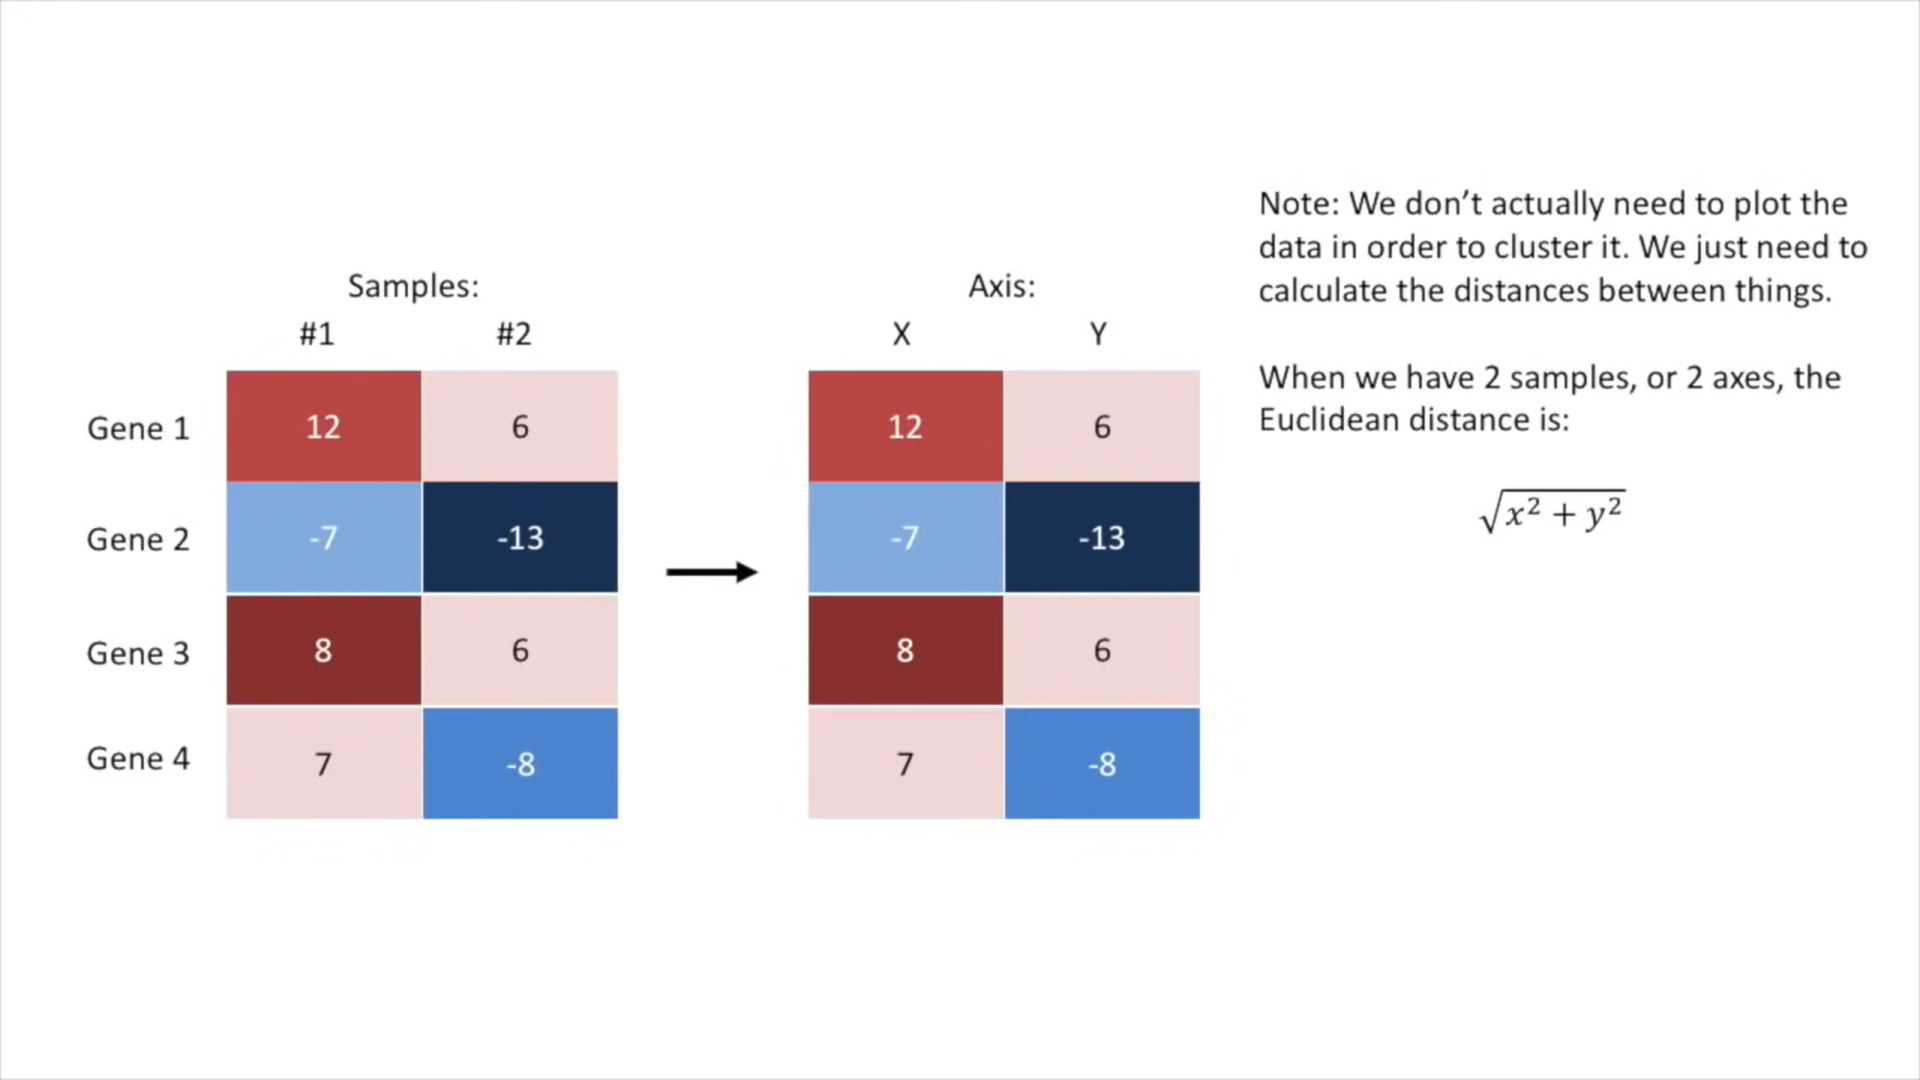 Samples:
#1 #2
Gene 1 12 6
Gene 2 -7 -13
Gene 3 8 6
Gene 4 7 -8
Axis:
X Y
12 6
-7 -13
8 6
7 -8
Note: We don’t actually need to plot the
data in order to cluster it. We just need to
calculate the distances between things.
When we have 2 samples, or 2 axes, the
Euclidean distance is:
√x² + y²